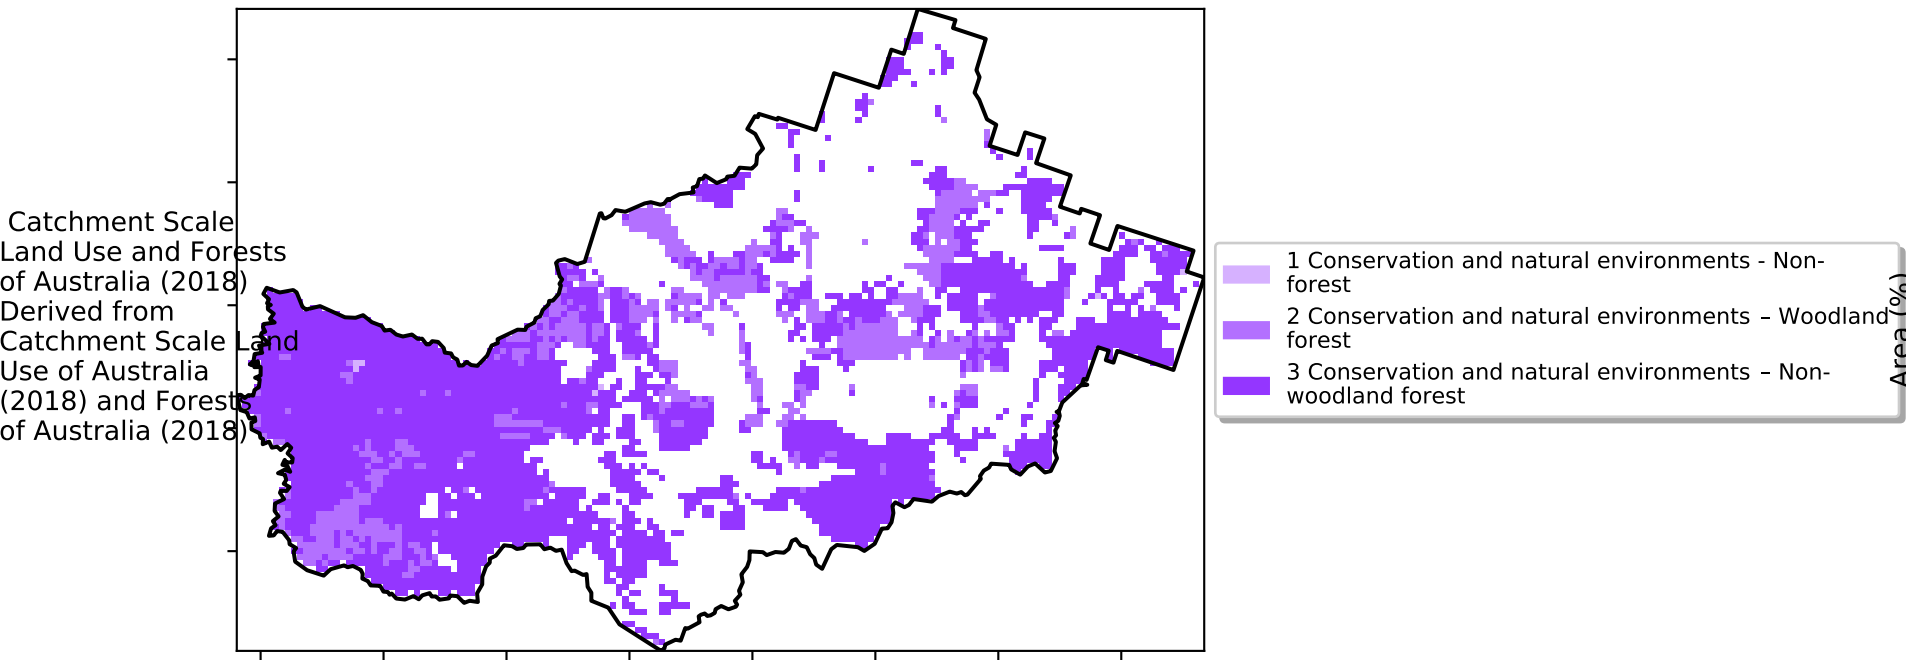 Catchment Scale
Land Use and Forests
of Australia (2018)
Derived from
Catchment Scale Land
Use of Australia
(2018) and Forests
of Australia (2018)
1 Conservation and natural environments - Non-
forest
2 Conservation and natural environments – Woodland
forest
3 Conservation and natural environments – Non-
woodland forest
Area (%)